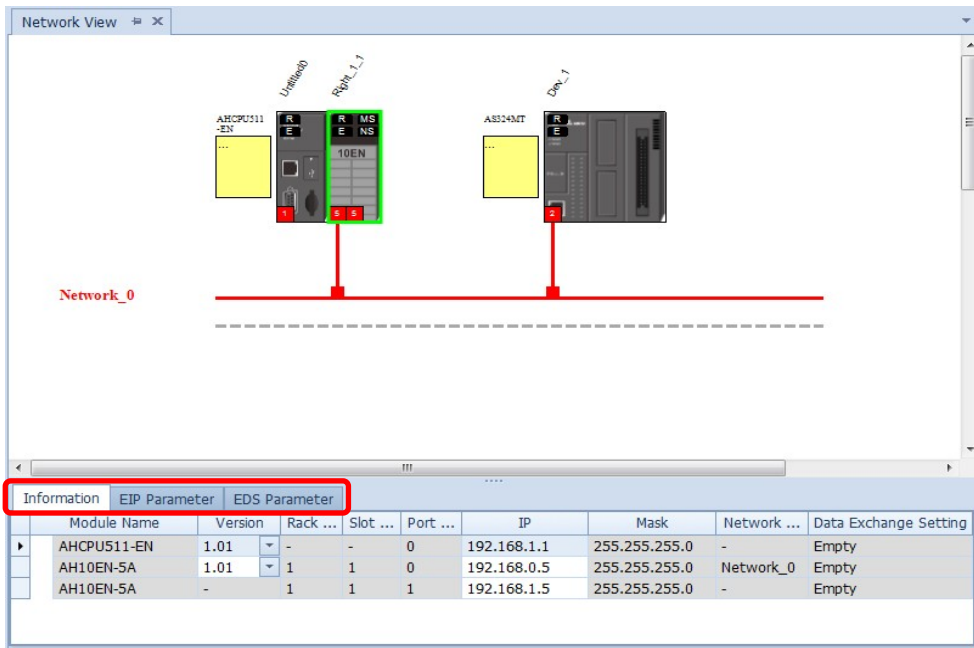 Network View
Untitled0
Right_1_1
Dev_1
AHCPU511
-EN
...
R
E
R MS
E NS
10EN
1
5 5
AS324MT
...
R
E
2
Network_0
Information EIP Parameter EDS Parameter
Module Name Version Rack ... Slot ... Port ... IP Mask Network ... Data Exchange Setting
AHCPU511-EN 1.01 - - 0 192.168.1.1 255.255.255.0 - Empty
AH10EN-5A 1.01 1 1 0 192.168.0.5 255.255.255.0 Network_0 Empty
AH10EN-5A - 1 1 1 192.168.1.5 255.255.255.0 - Empty